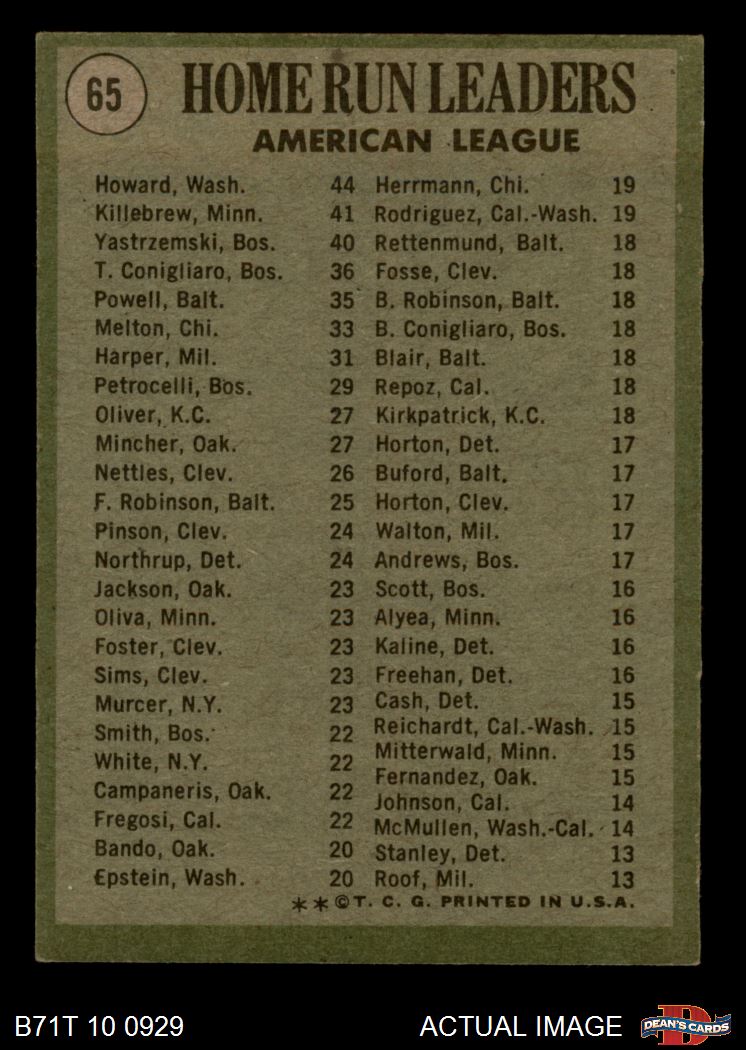 65
HOME RUN LEADERS
AMERICAN LEAGUE
Howard, Wash. 44
Killebrew, Minn. 41
Yastrzemski, Bos. 40
T. Conigliaro, Bos. 36
Powell, Balt. 35
Melton, Chi. 33
Harper, Mil. 31
Petrocelli, Bos. 29
Oliver, K.C. 27
Mincher, Oak. 27
Nettles, Clev. 26
F. Robinson, Balt. 25
Pinson, Clev. 24
Northrup, Det. 24
Jackson, Oak. 23
Oliva, Minn. 23
Foster, Clev. 23
Sims, Clev. 23
Murcer, N.Y. 23
Smith, Bos. 22
White, N.Y. 22
Campaneris, Oak. 22
Fregosi, Cal. 22
Bando, Oak. 20
Epstein, Wash. 20
Herrmann, Chi. 19
Rodriguez, Cal.-Wash. 19
Rettenmund, Balt. 18
Fosse, Clev. 18
B. Robinson, Balt. 18
B. Conigliaro, Bos. 18
Blair, Balt. 18
Repoz, Cal. 18
Kirkpatrick, K.C. 18
Horton, Det. 17
Buford, Balt. 17
Horton, Clev. 17
Walton, Mil. 17
Andrews, Bos. 17
Scott, Bos. 16
Alyea, Minn. 16
Kaline, Det. 16
Freehan, Det. 16
Cash, Det. 15
Reichardt, Cal.-Wash. 15
Mitterwald, Minn. 15
Fernandez, Oak. 15
Johnson, Cal. 14
McMullen, Wash.-Cal. 14
Stanley, Det. 13
Roof, Mil. 13
**©T. C. G. PRINTED IN U.S.A.
B71T 10 0929
ACTUAL IMAGE
D
DEAN'S CARDS